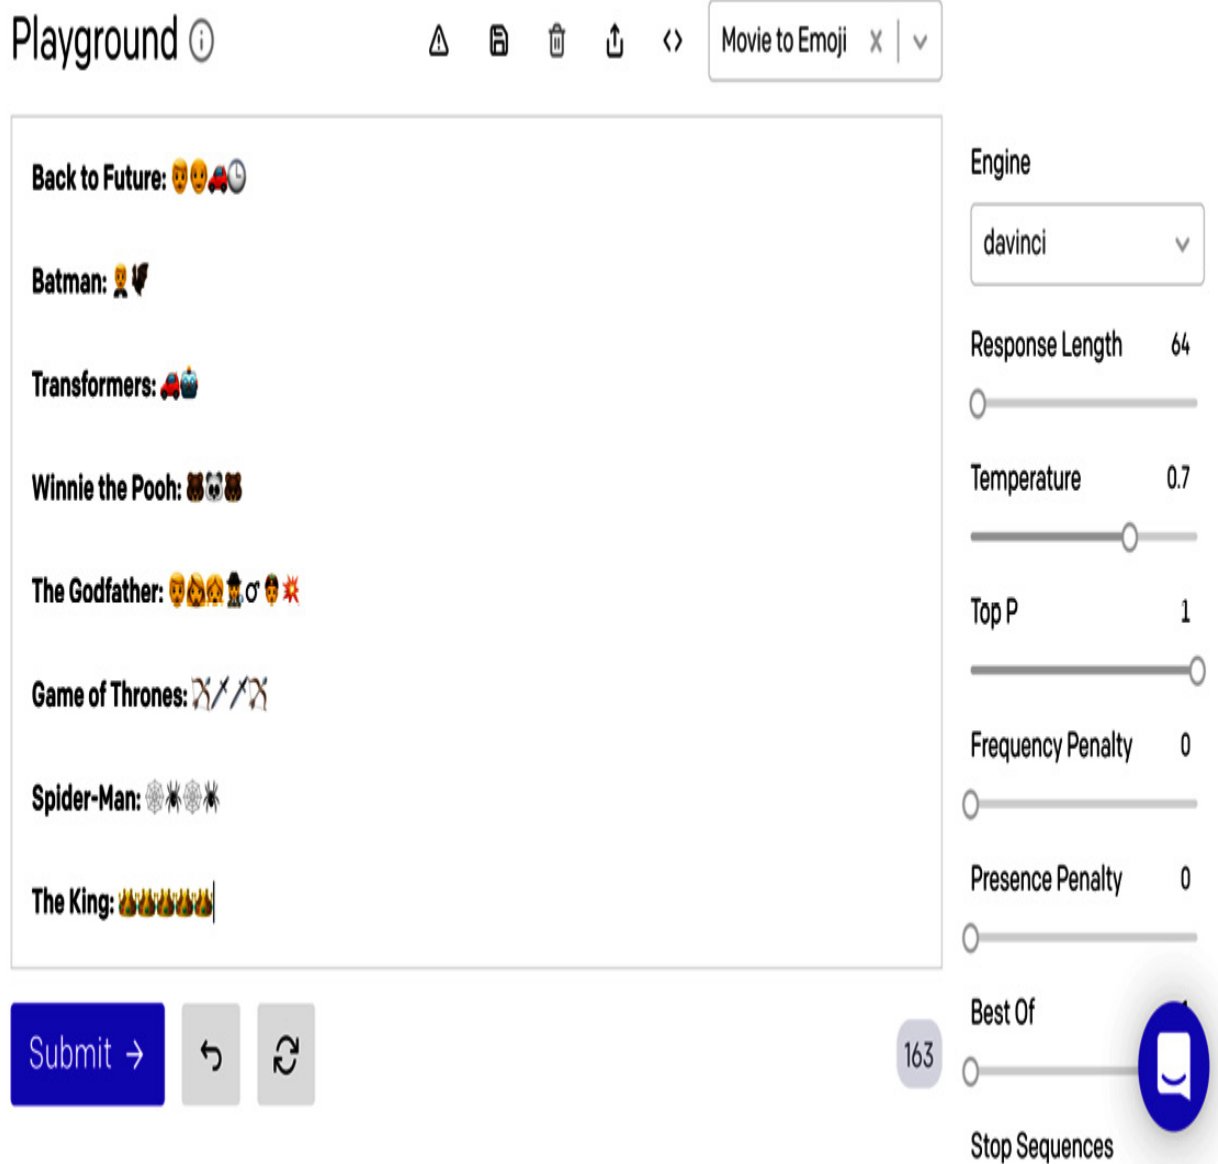 Playground
Movie to Emoji
Back to Future: 👨👴🚗🕒
Batman: 🤵🦇
Transformers: 🚗🤖
Winnie the Pooh: 🐻🐼🐻
The Godfather: 👨👩👧🕵♂👲💥
Game of Thrones: 🏹🗡🗡🏹
Spider-Man: 🕸🕷🕸🕷
The King: 👑👑👑👑👑
Submit →
163
Engine
davinci
Response Length 64
Temperature 0.7
Top P 1
Frequency Penalty 0
Presence Penalty 0
Best Of
Stop Sequences